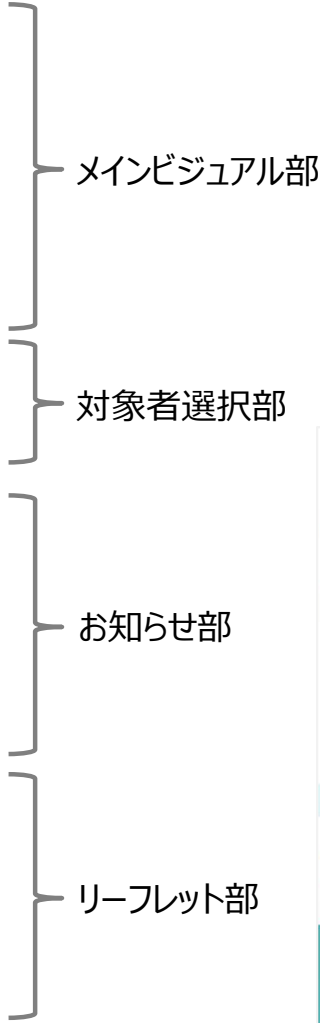 メインビジュアル部
対象者選択部
お知らせ部
リーフレット部